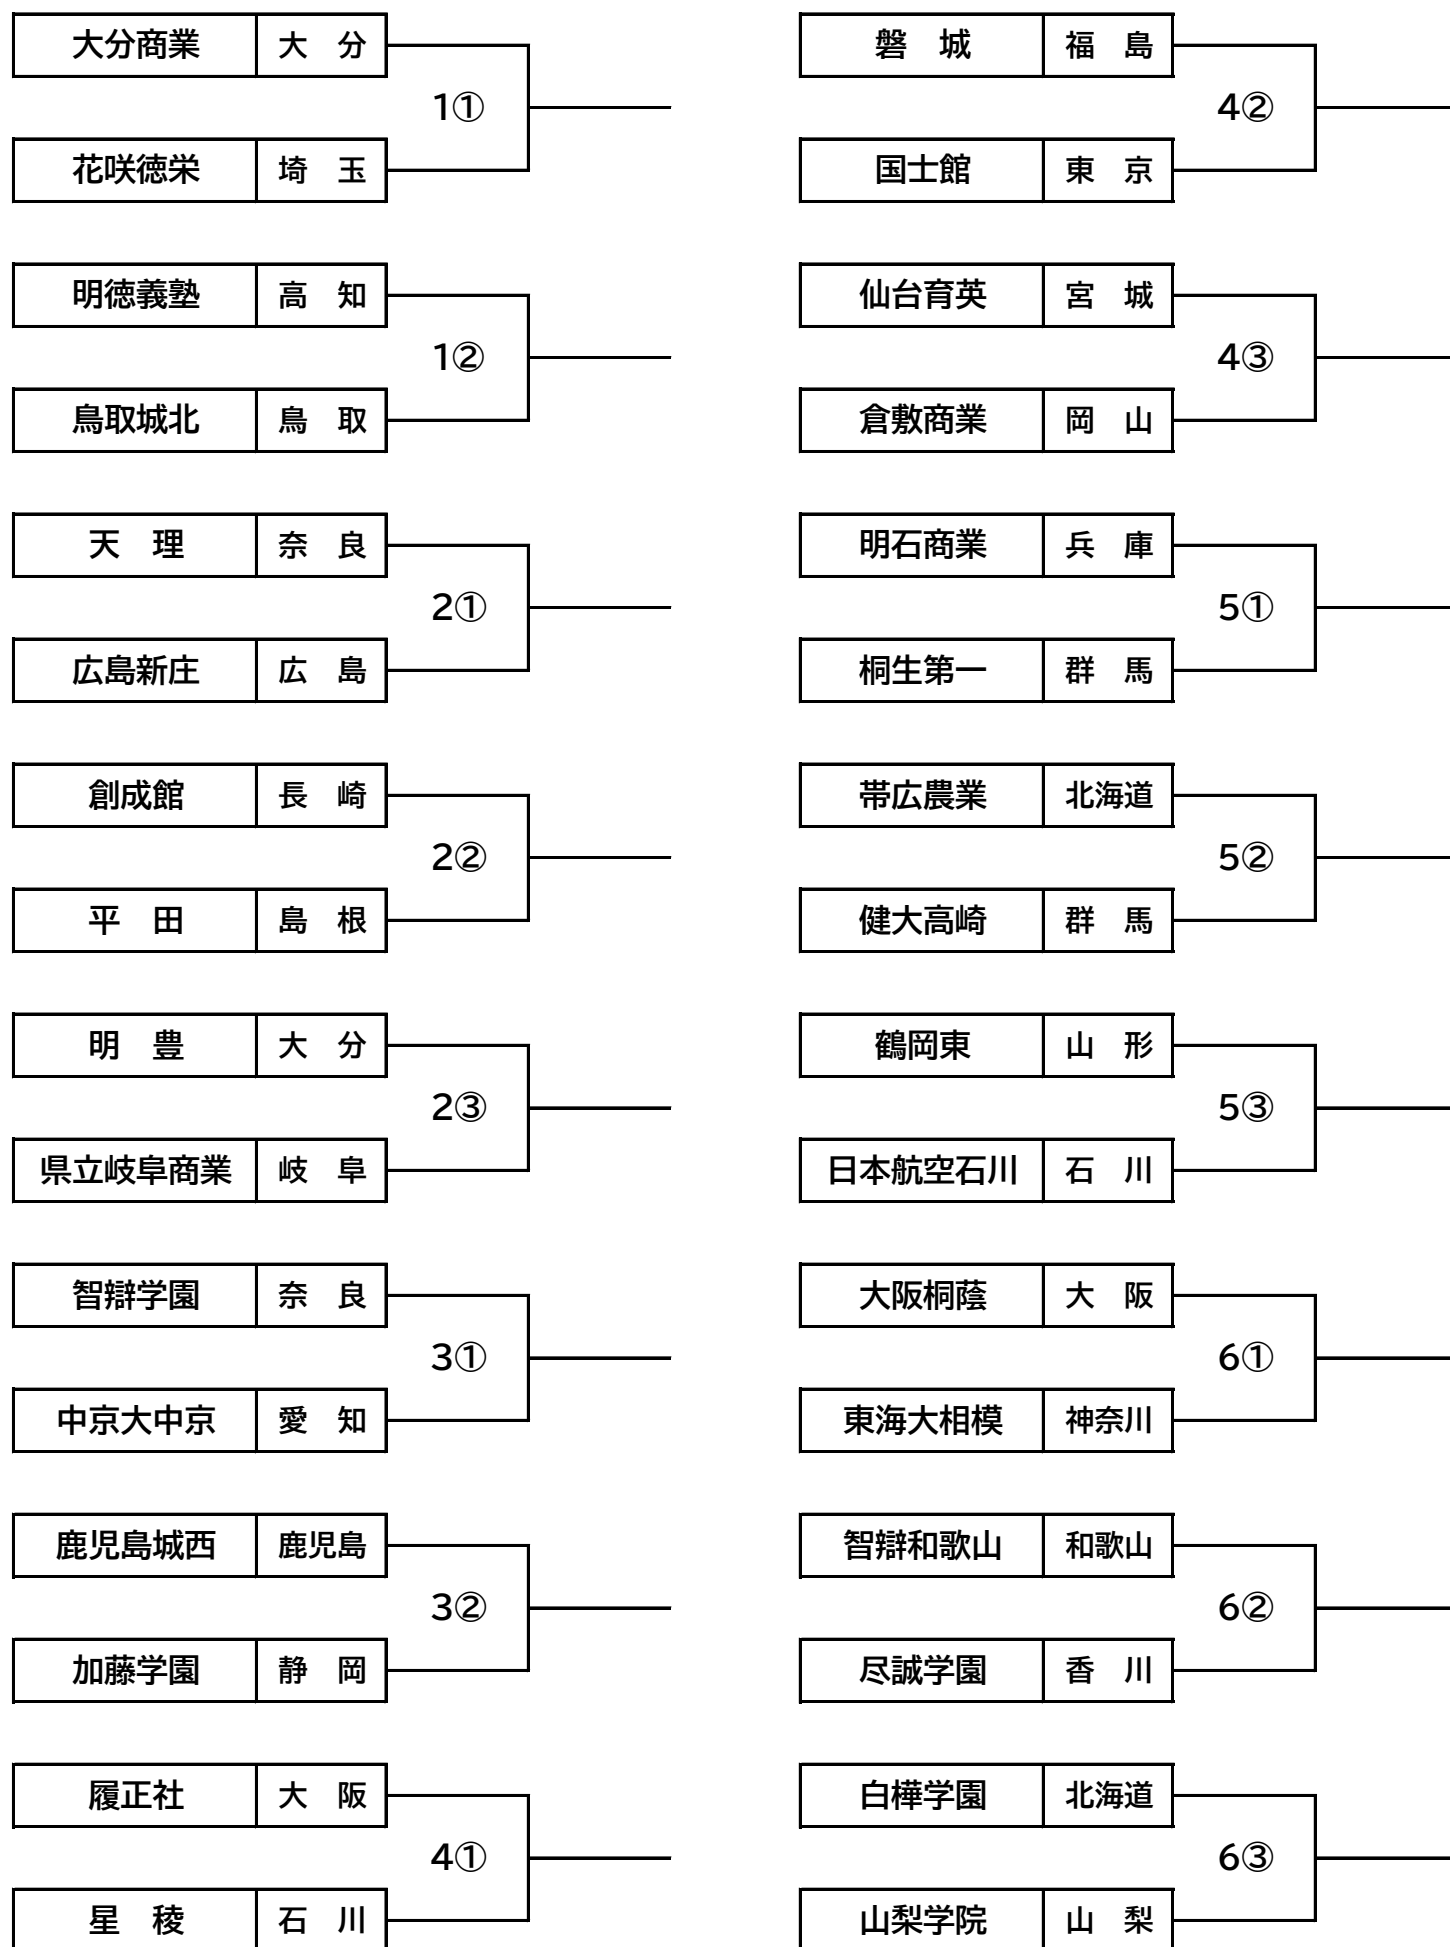 大分商業 大　分
1①
花咲徳栄 埼　玉
明徳義塾 高　知
1②
鳥取城北 鳥　取
天　理 奈　良
2①
広島新庄 広　島
創成館 長　崎
2②
平　田 島　根
明　豊 大　分
2③
県立岐阜商業 岐　阜
智辯学園 奈　良
3①
中京大中京 愛　知
鹿児島城西 鹿児島
3②
加藤学園 静　岡
履正社 大　阪
4①
星　稜 石　川
磐　城 福　島
4②
国士館 東　京
仙台育英 宮　城
4③
倉敷商業 岡　山
明石商業 兵　庫
5①
桐生第一 群　馬
帯広農業 北海道
5②
健大高崎 群　馬
鶴岡東 山　形
5③
日本航空石川 石　川
大阪桐蔭 大　阪
6①
東海大相模 神奈川
智辯和歌山 和歌山
6②
尽誠学園 香　川
白樺学園 北海道
6③
山梨学院 山　梨